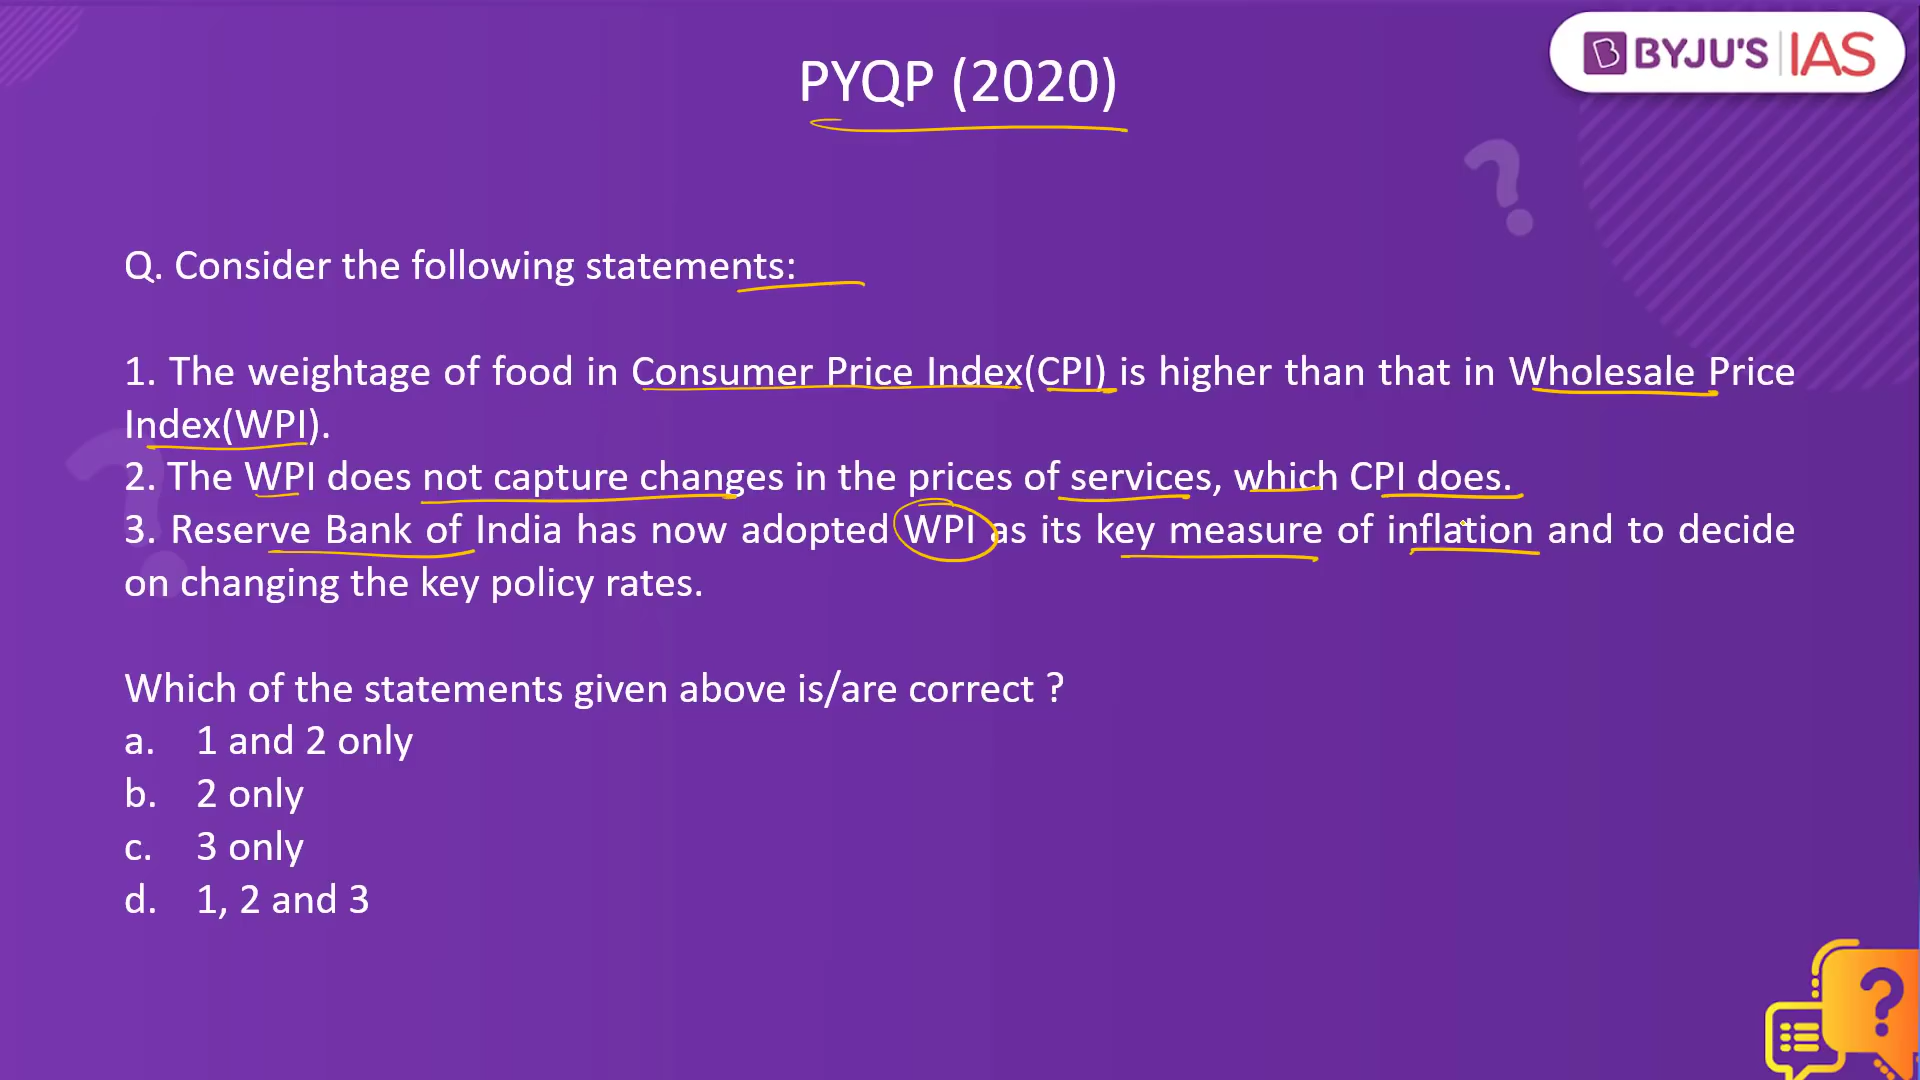 PYQP (2020)
BYJU'S IAS
Q. Consider the following statements:
1. The weightage of food in Consumer Price Index(CPI) is higher than that in Wholesale Price
Index(WPI).
2. The WPI does not capture changes in the prices of services, which CPI does.
3. Reserve Bank of India has now adopted WPI as its key measure of inflation and to decide
on changing the key policy rates.
Which of the statements given above is/are correct ?
a. 1 and 2 only
b. 2 only
c. 3 only
d. 1, 2 and 3